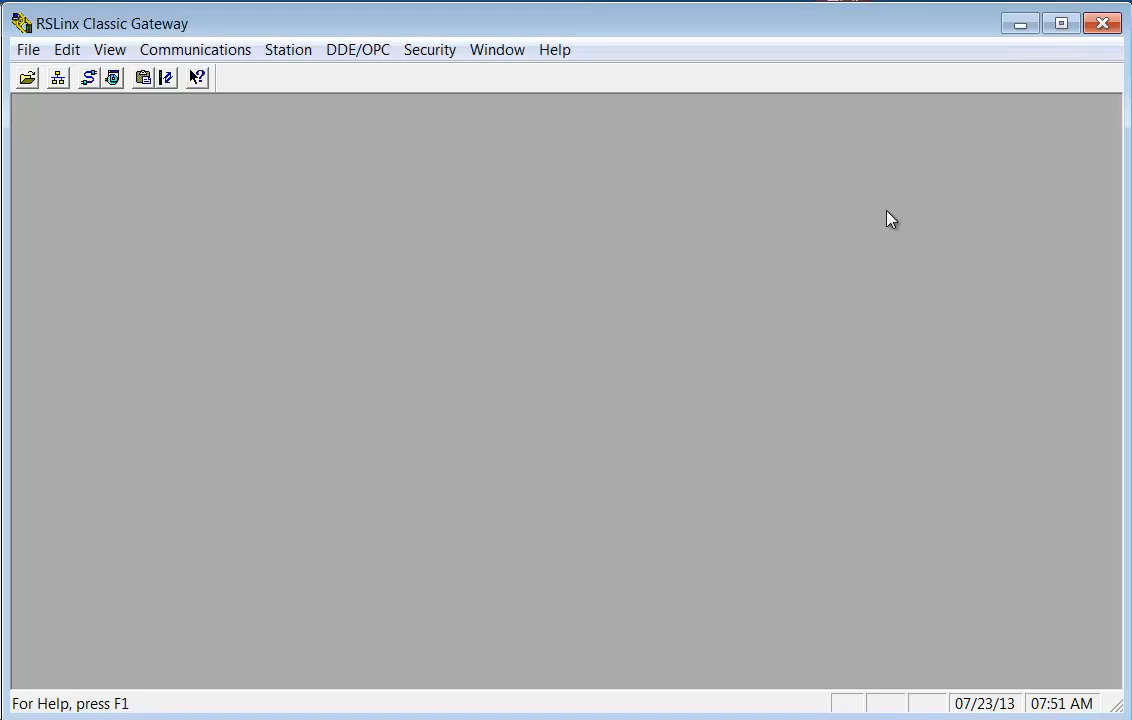 RSLinx Classic Gateway
File Edit View Communications Station DDE/OPC Security Window Help
For Help, press F1 07/23/13 07:51 AM